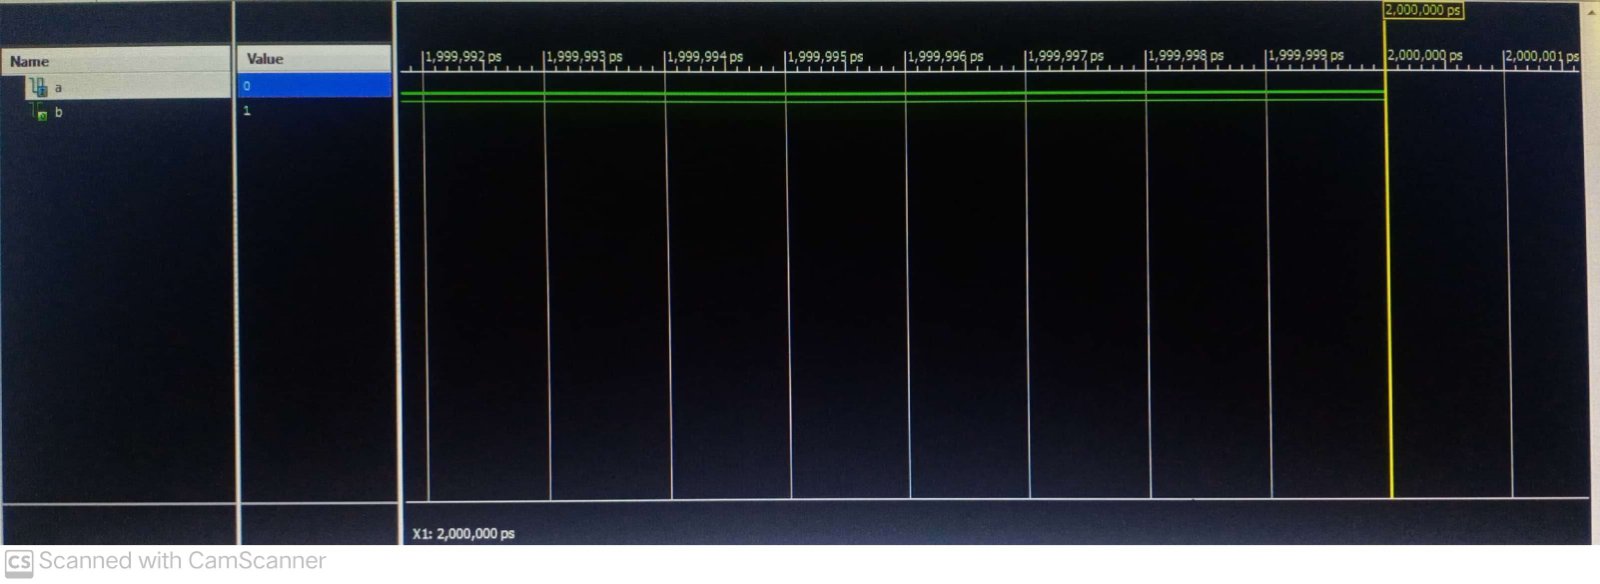 2,000,000 ps
Name
Value
1,999,992 ps
1,999,993 ps
1,999,994 ps
1,999,995 ps
1,999,996 ps
1,999,997 ps
1,999,998 ps
1,999,999 ps
2,000,000 ps
2,000,001 ps
a
0
b
1
X1: 2,000,000 ps
CS Scanned with CamScanner